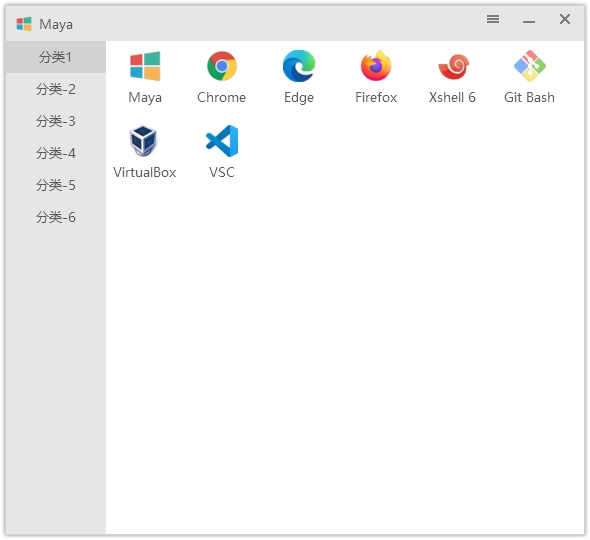 Maya
分类1
分类-2
分类-3
分类-4
分类-5
分类-6
Maya Chrome Edge Firefox Xshell 6 Git Bash
VirtualBox VSC